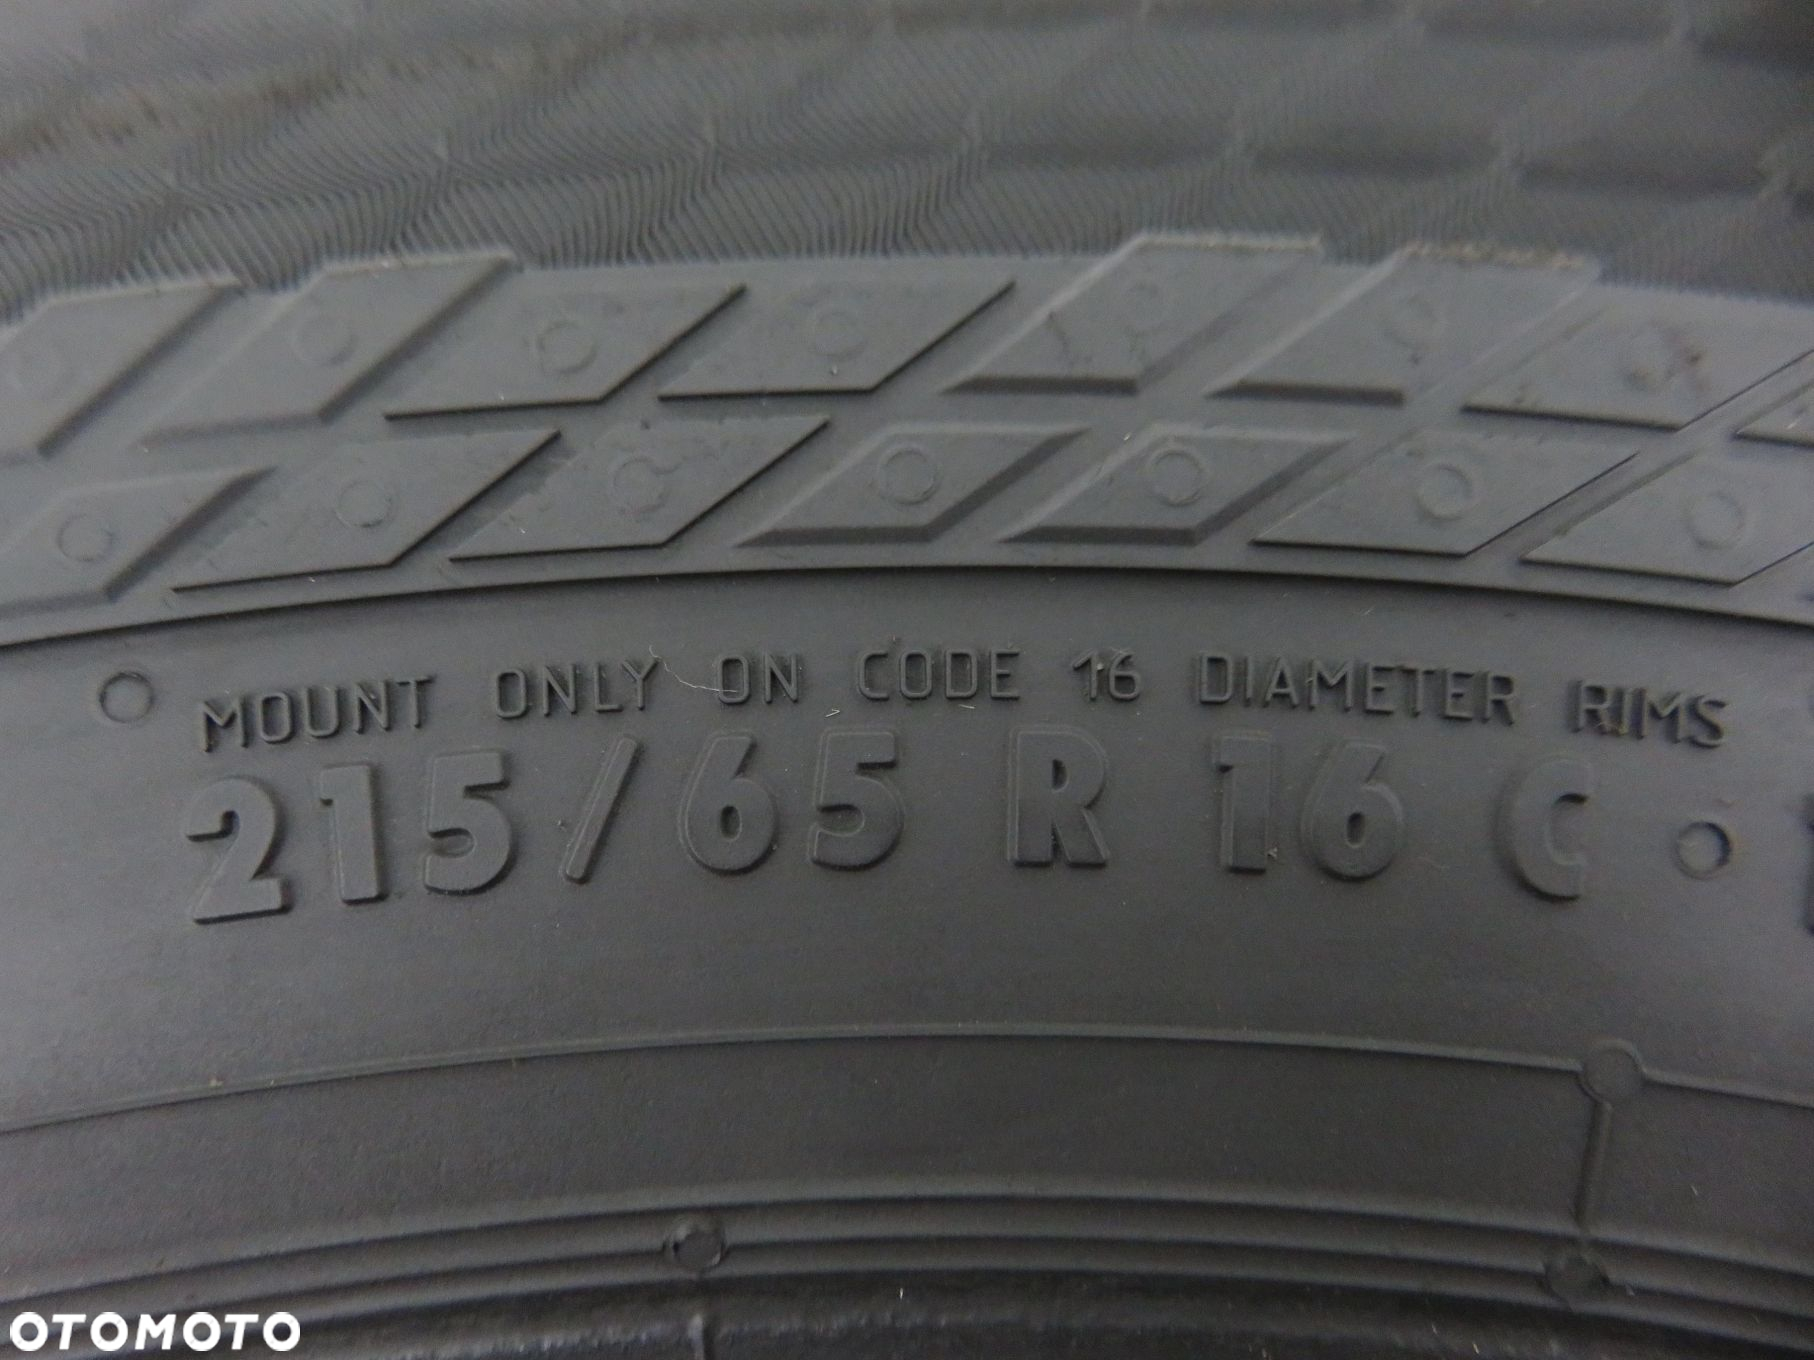 MOUNT ONLY ON CODE 16 DIAMETER RIMS
215/65 R 16 C
OTOMOTO